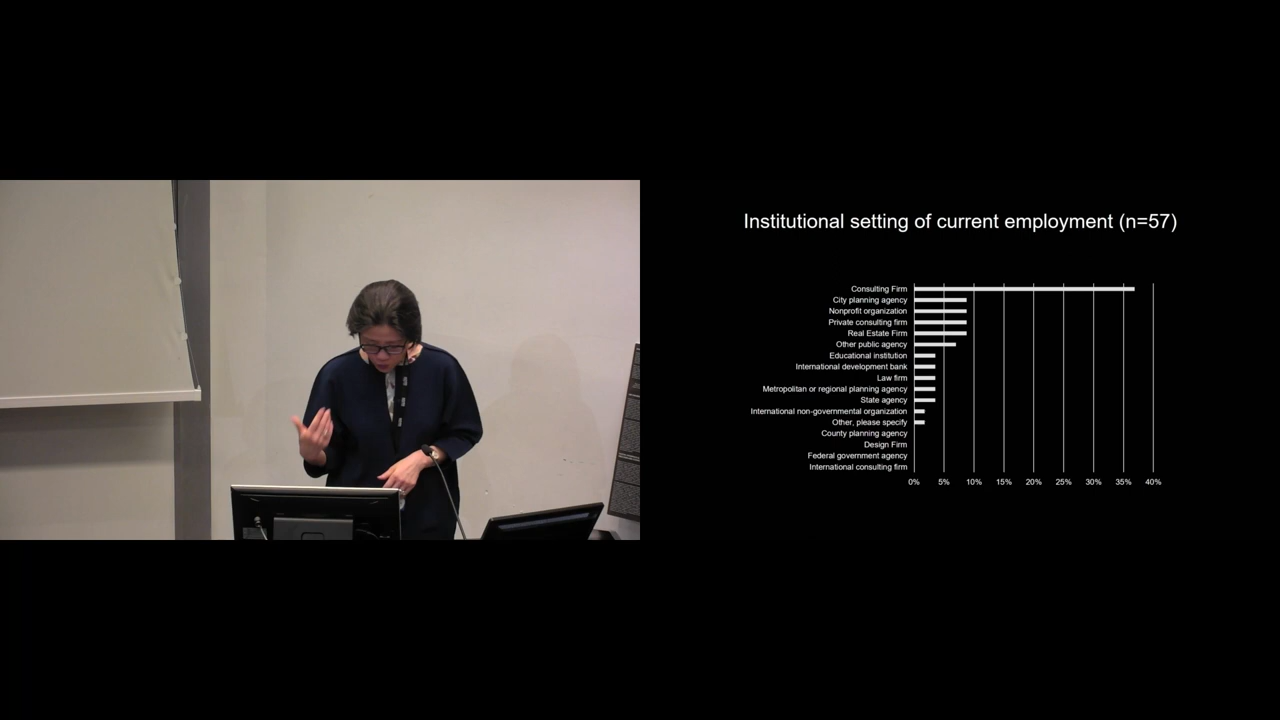 Institutional setting of current employment (n=57)
Consulting Firm
City planning agency
Nonprofit organization
Private consulting firm
Real Estate Firm
Other public agency
Educational institution
International development bank
Law firm
Metropolitan or regional planning agency
State agency
International non-governmental organization
Other, please specify
County planning agency
Design Firm
Federal government agency
International consulting firm
0% 5% 10% 15% 20% 25% 30% 35% 40%